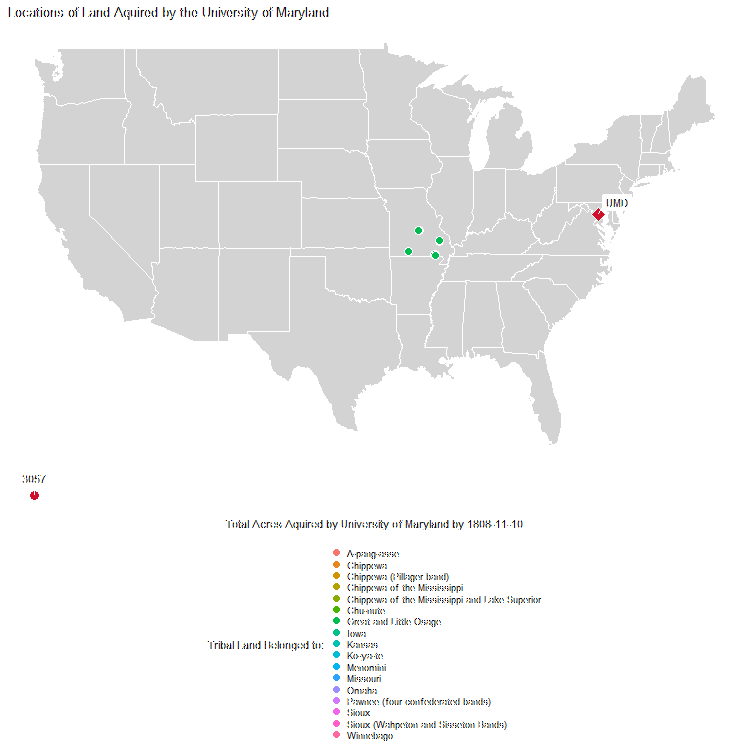 Locations of Land Aquired by the University of Maryland
UMD
3057
Total Acres Aquired by University of Maryland by 1808-11-10
Tribal Land Belonged to:
A-pang-asse
Chippewa
Chippewa (Pillager band)
Chippewa of the Mississippi
Chippewa of the Mississippi and Lake Superior
Chu-nute
Great and Little Osage
Iowa
Kansas
Ko-ya-te
Menomini
Missouri
Omaha
Pawnee (four confederated bands)
Sioux
Sioux (Wahpeton and Sisseton Bands)
Winnebago